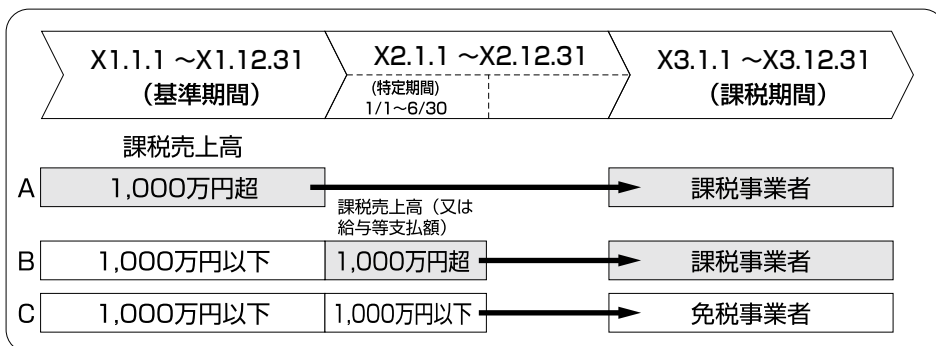 X1.1.1 ~X1.12.31
(基準期間)
X2.1.1 ~X2.12.31
(特定期間)
1/1~6/30
X3.1.1 ~X3.12.31
(課税期間)
課税売上高
A 1,000万円超 課税事業者
課税売上高（又は
給与等支払額）
B 1,000万円以下 1,000万円超 課税事業者
C 1,000万円以下 1,000万円以下 免税事業者